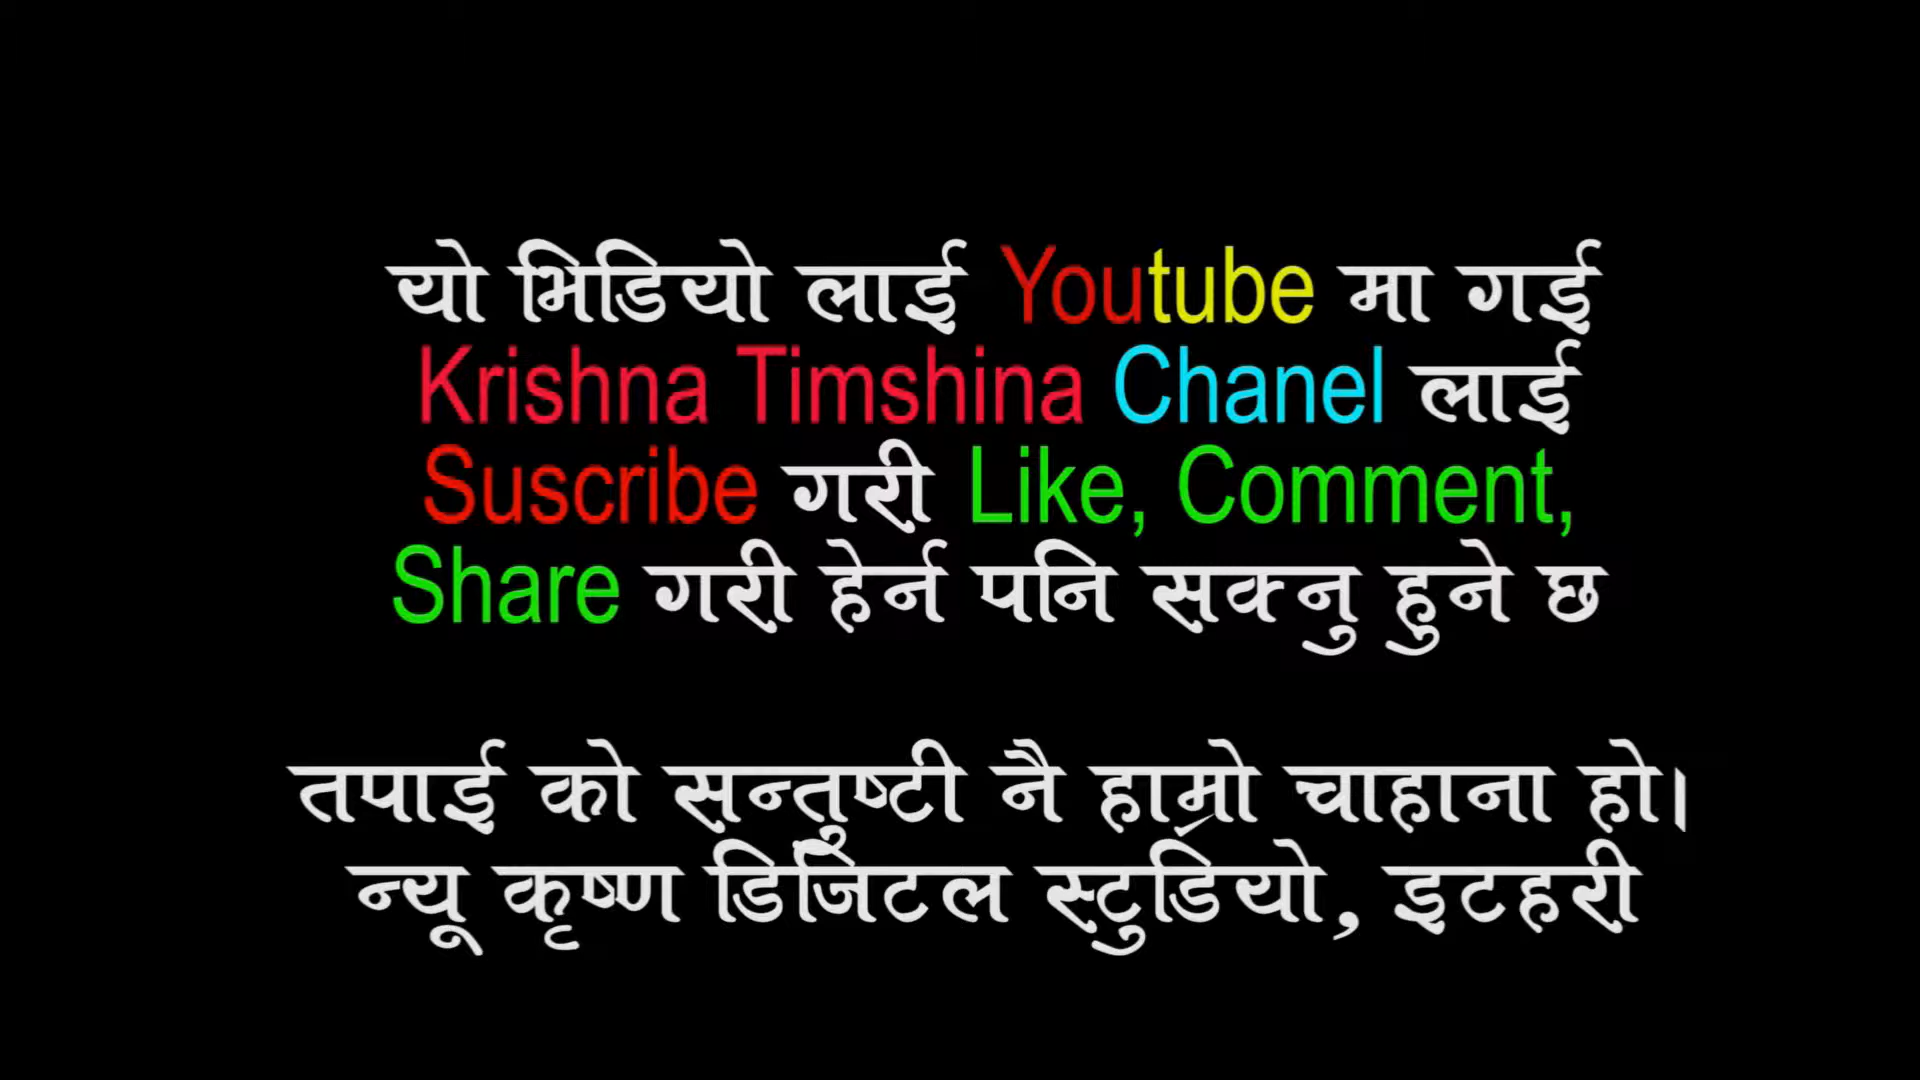 यो भिडियो लाई Youtube मा गई
Krishna Timshina Chanel लाई
Suscribe गरी Like, Comment,
Share गरी हेर्न पनि सक्नु हुने छ
तपाई को सन्तुष्टी नै हाम्रो चाहाना हो।
न्यू कृष्ण डिजिटल स्टुडियो, इटहरी